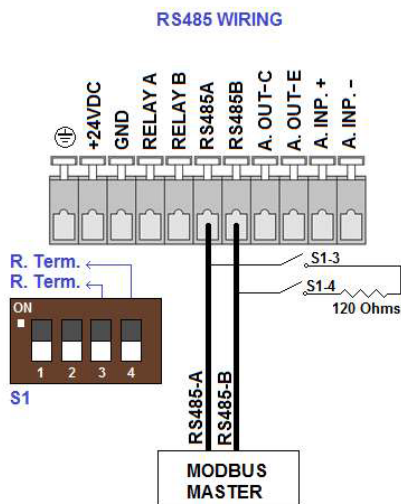 RS485 WIRING
+24VDC
GND
RELAY A
RELAY B
RS485A
RS485B
A. OUT-C
A. OUT-E
A. INP. +
A. INP. -
R. Term.
R. Term.
S1-3
S1-4
120 Ohms
ON
1 2 3 4
S1
RS485-A
RS485-B
MODBUS
MASTER